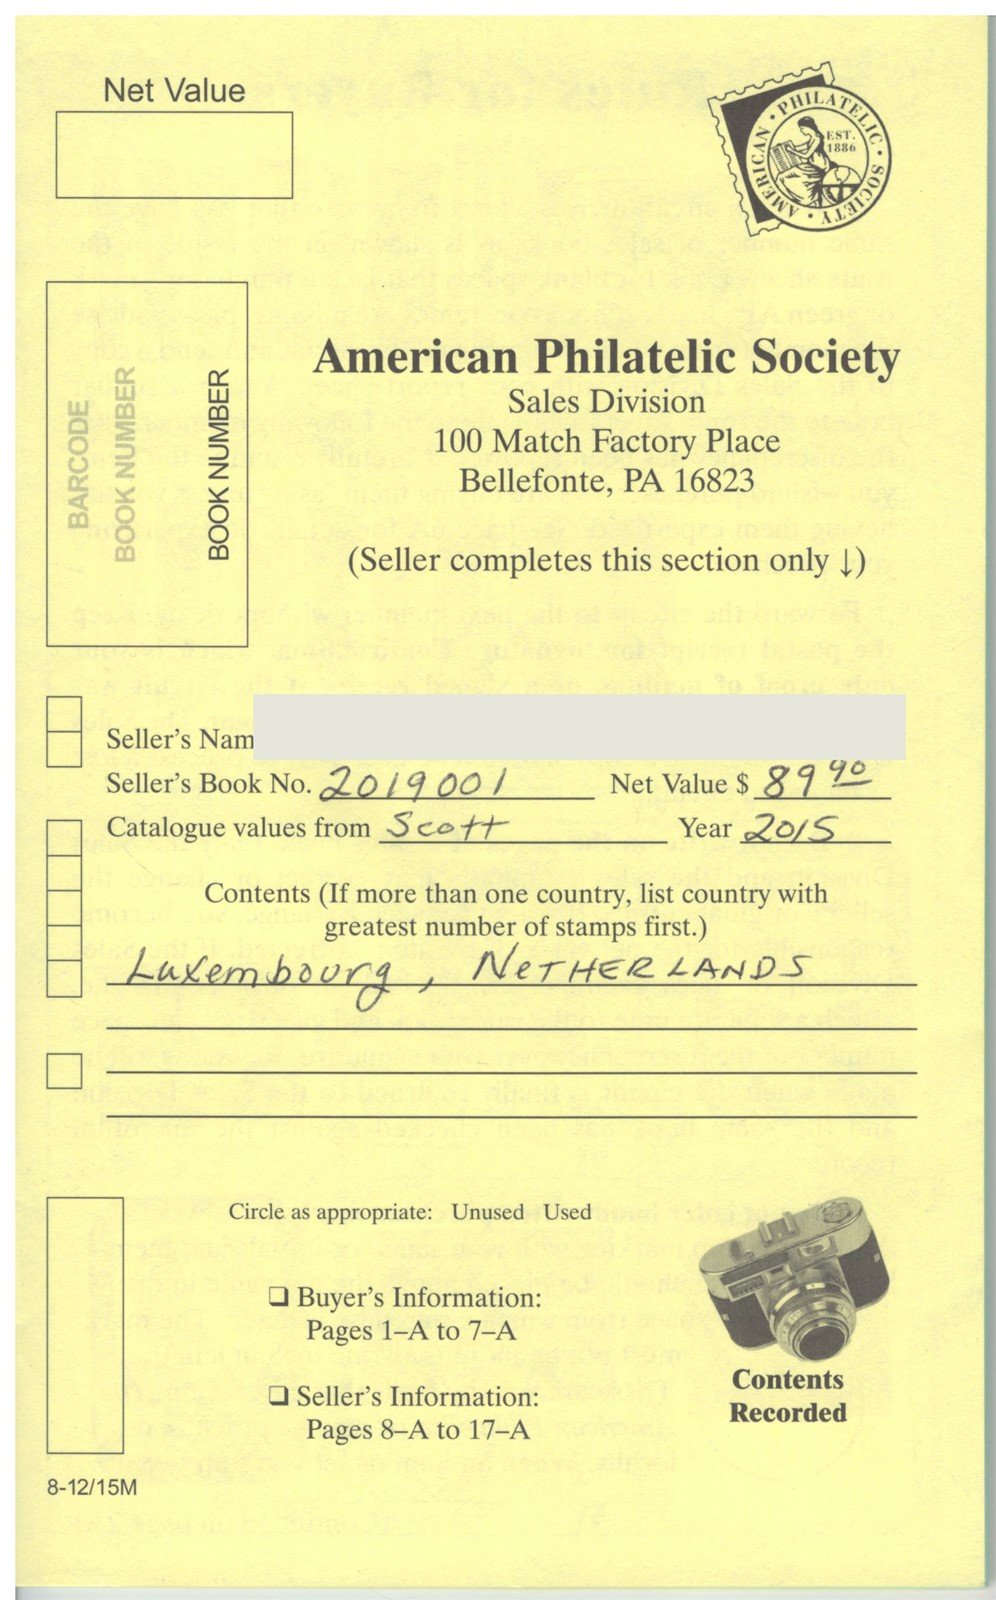 Net Value
AMERICAN · PHILATELIC · SOCIETY ·
EST.
1886
BARCODE
BOOK NUMBER
BOOK NUMBER
American Philatelic Society
Sales Division
100 Match Factory Place
Bellefonte, PA 16823
(Seller completes this section only ↓)
Seller's Nam
Seller's Book No. 2019001 Net Value $ 89 40
Catalogue values from Scott Year 2015
Contents (If more than one country, list country with
greatest number of stamps first.)
Luxembourg, NeTHERLANDS
Circle as appropriate: Unused Used
❏ Buyer's Information:
Pages 1–A to 7–A
❏ Seller's Information:
Pages 8–A to 17–A
Contents
Recorded
8-12/15M